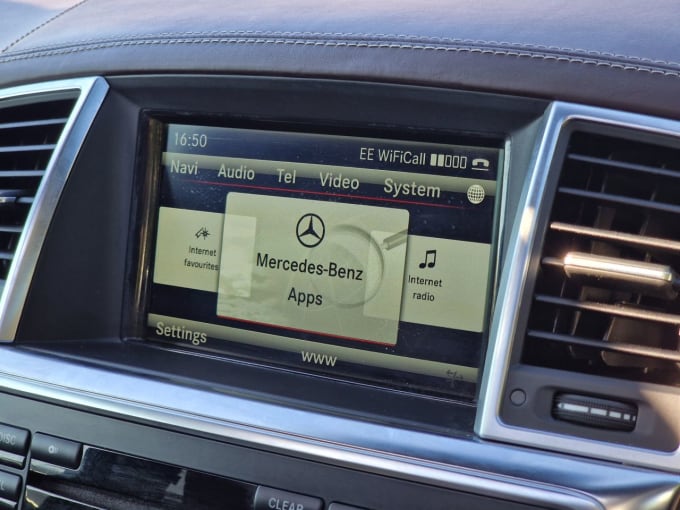 16:50
EE WiFiCall
Navi Audio Tel Video System
Internet
favourites
Mercedes-Benz
Apps
Internet
radio
Settings
WWW
DISC
CLEAR